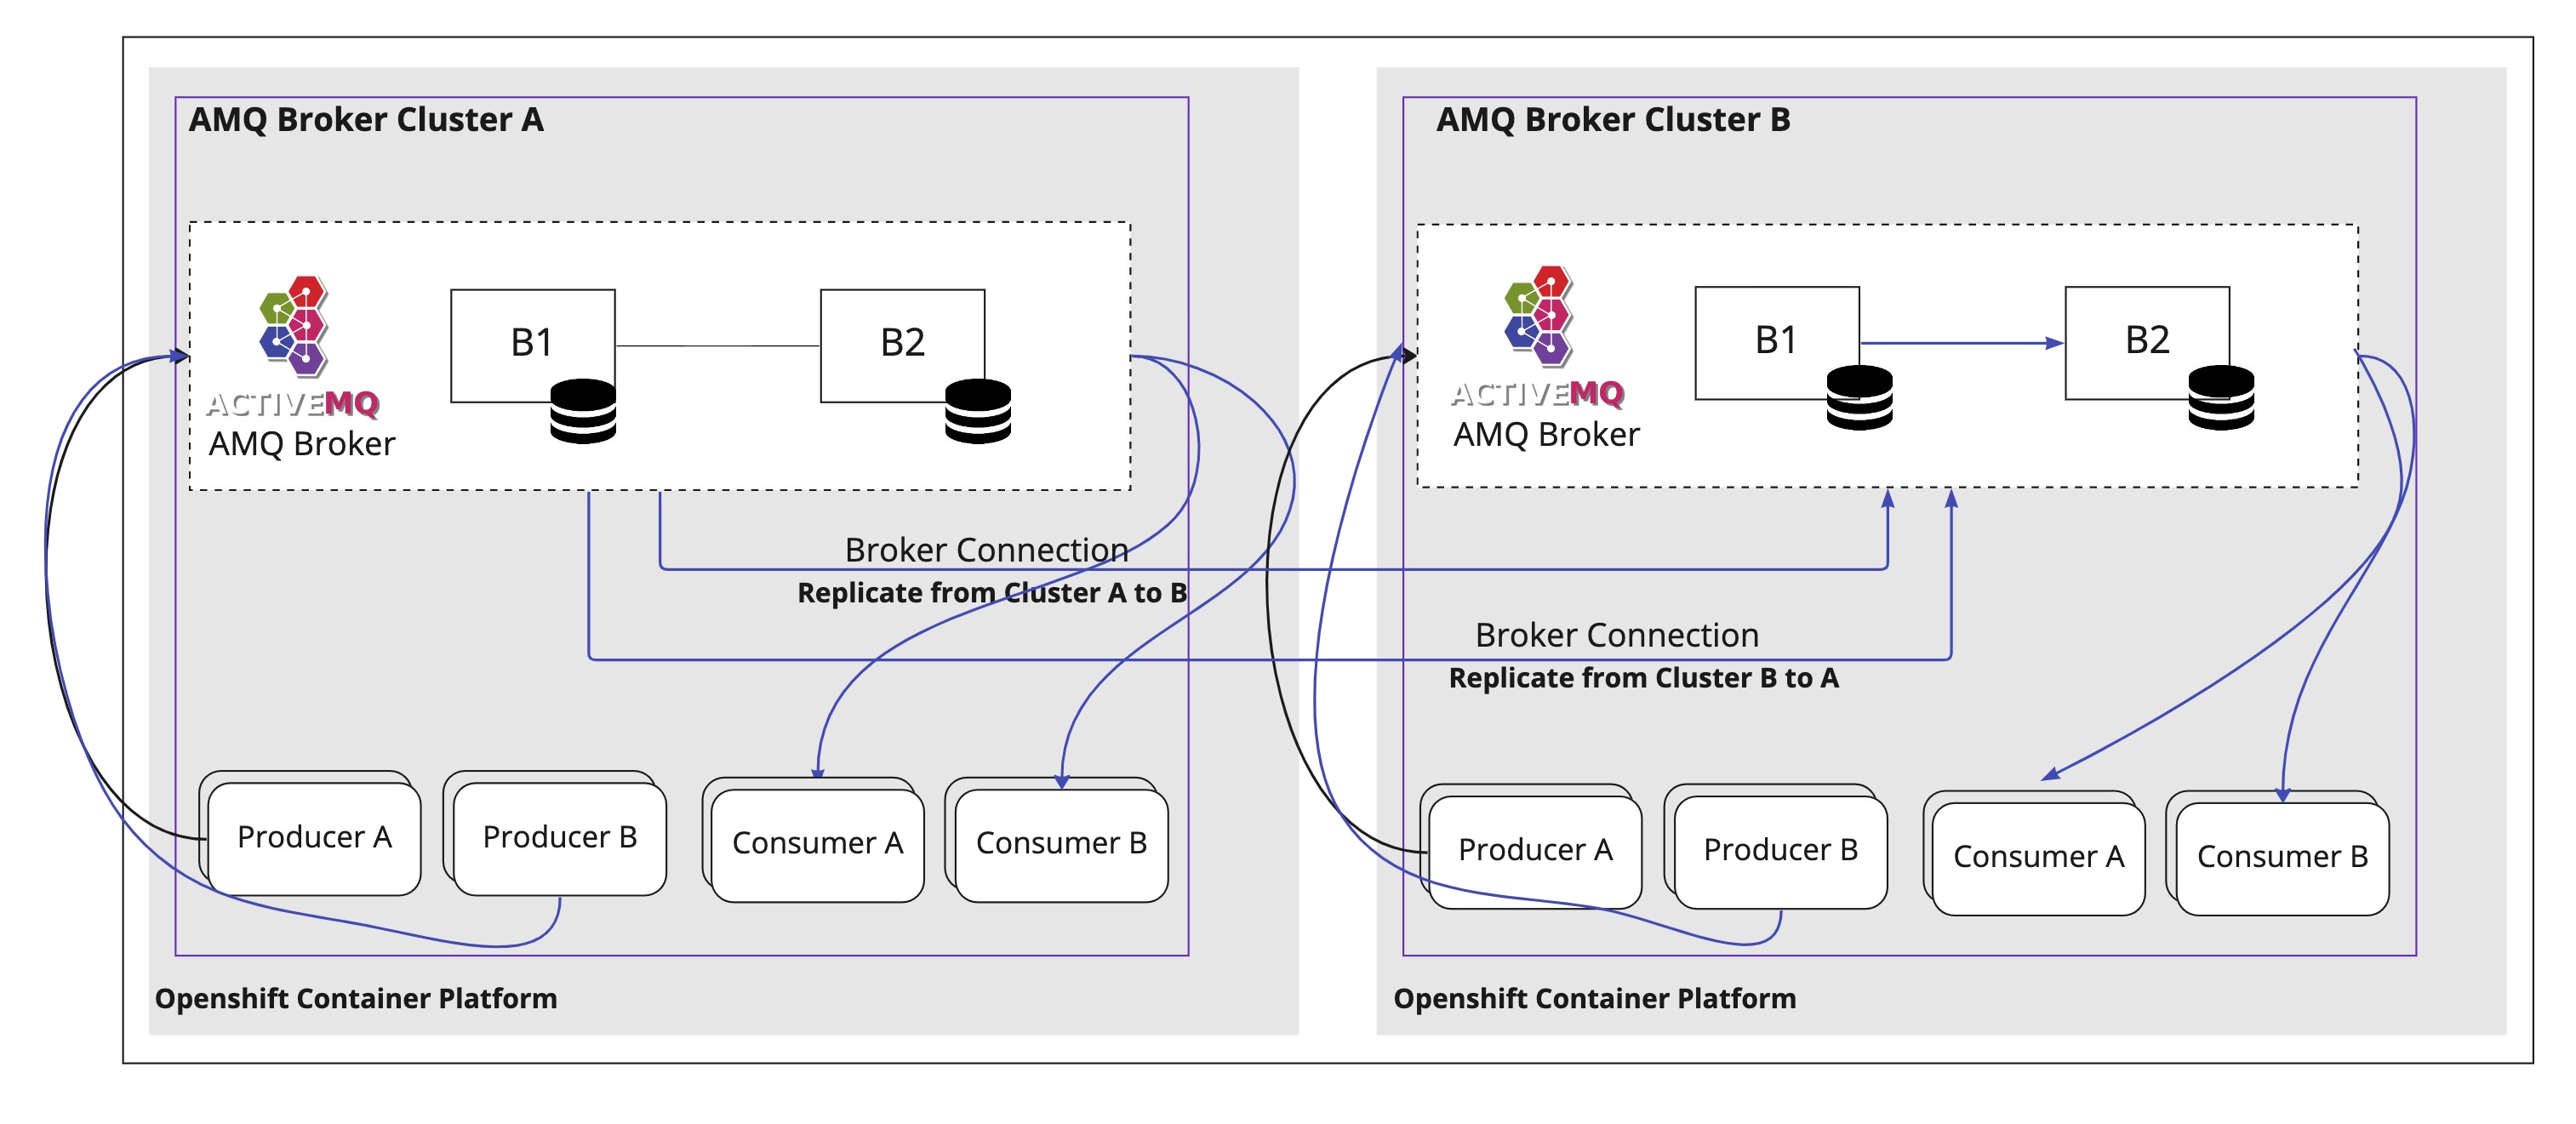 AMQ Broker Cluster A
B1
B2
ACTIVEMQ
AMQ Broker
Broker Connection
Replicate from Cluster A to B
Producer A
Producer B
Consumer A
Consumer B
Openshift Container Platform
AMQ Broker Cluster B
B1
B2
ACTIVEMQ
AMQ Broker
Broker Connection
Replicate from Cluster B to A
Producer A
Producer B
Consumer A
Consumer B
Openshift Container Platform